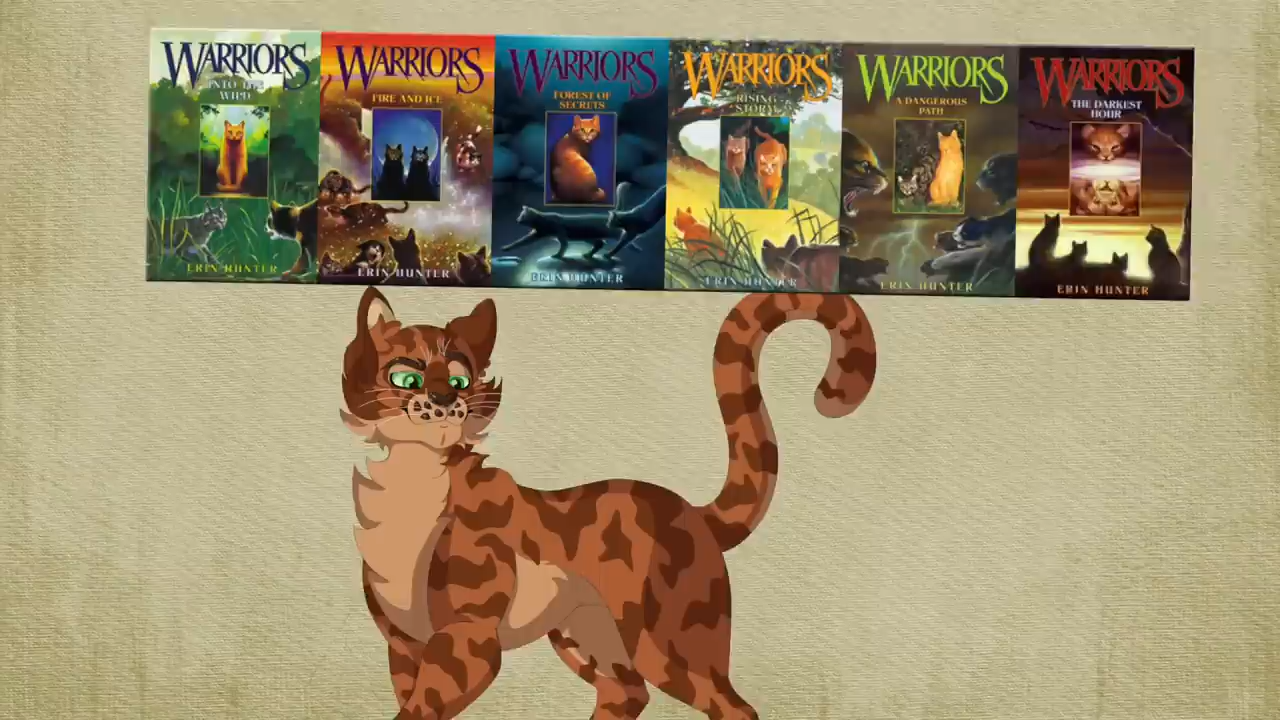 WARRIORS
INTO THE
WILD
ERIN HUNTER
WARRIORS
FIRE AND ICE
ERIN HUNTER
WARRIORS
FOREST OF
SECRETS
ERIN HUNTER
WARRIORS
RISING
STORM
ERIN HUNTER
WARRIORS
A DANGEROUS
PATH
ERIN HUNTER
WARRIORS
THE DARKEST
HOUR
ERIN HUNTER